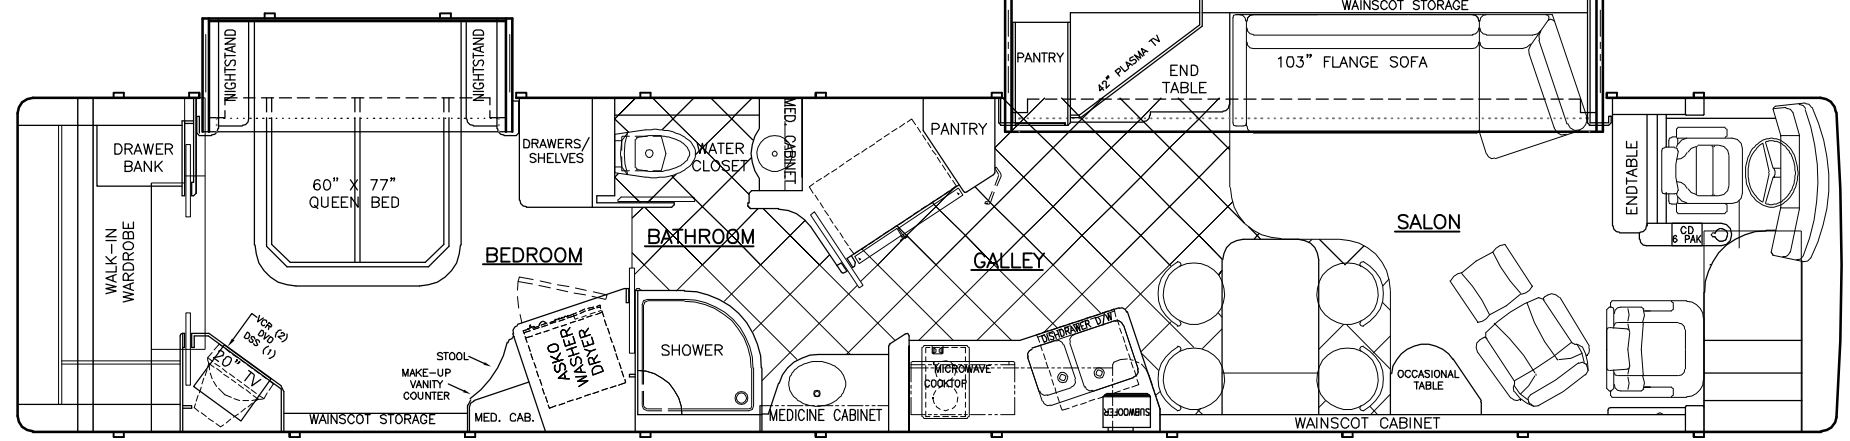 WAINSCOT STORAGE
NIGHTSTAND
NIGHTSTAND
PANTRY
42" PLASMA TV
END
TABLE
103" FLANGE SOFA
DRAWER
BANK
60" X 77"
QUEEN BED
DRAWERS/
SHELVES
WATER
CLOSET
MED. CABINET
PANTRY
ENDTABLE
CD
6 PAK
WALK-IN
WARDROBE
BEDROOM
BATHROOM
GALLEY
SALON
VCR (2)
DVD
DSS (1)
20" TV
STOOL
MAKE-UP
VANITY
COUNTER
ASKO
WASHER
DRYER
SHOWER
DISHDRAWER D/W
MICROWAVE
COOKTOP
OCCASIONAL
TABLE
WAINSCOT STORAGE
MED. CAB.
MEDICINE CABINET
SUBWOOFER
WAINSCOT CABINET